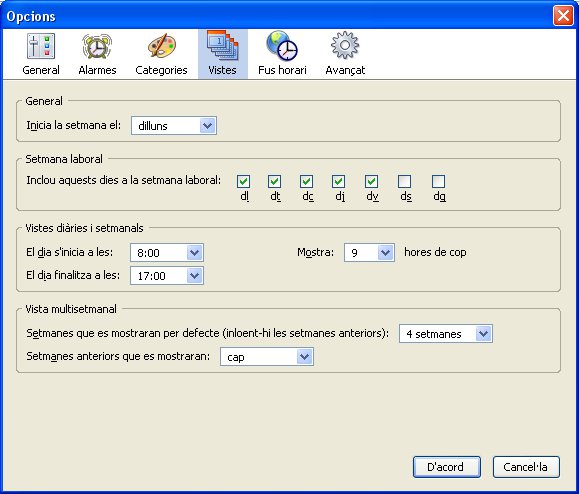 Opcions
General Alarmes Categories Vistes Fus horari Avançat
General
Inicia la setmana el: dilluns
Setmana laboral
Inclou aquests dies a la setmana laboral:
dl dt dc dj dv ds dg
Vistes diàries i setmanals
El dia s'inicia a les: 8:00 Mostra: 9 hores de cop
El dia finalitza a les: 17:00
Vista multisetmanal
Setmanes que es mostraran per defecte (inloent-hi les setmanes anteriors): 4 setmanes
Setmanes anteriors que es mostraran: cap
D'acord Cancel·la